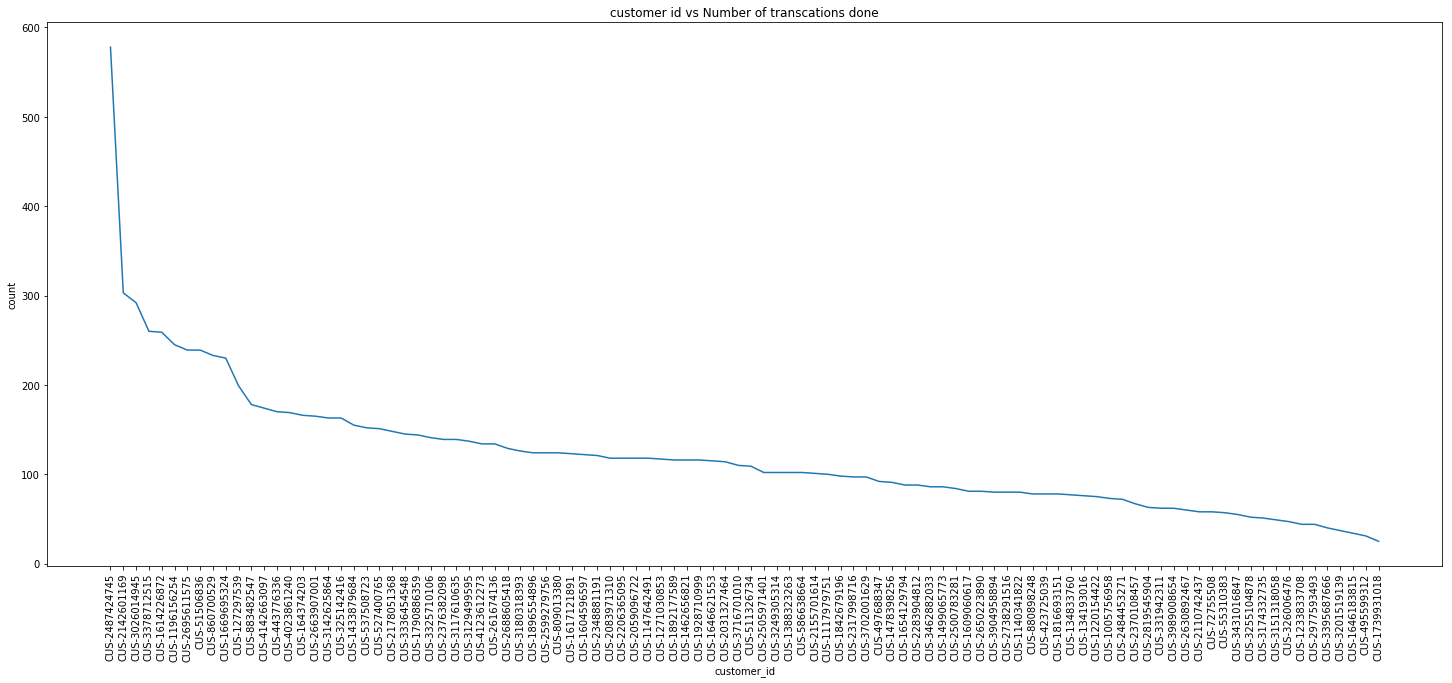 customer id vs Number of transcations done
count
600
500
400
300
200
100
0
CUS-2487424745
CUS-2142601169
CUS-3026014945
CUS-3378712515
CUS-1614226872
CUS-1196156254
CUS-2695611575
CUS-51506836
CUS-860700529
CUS-1669695324
CUS-127297539
CUS-883482547
CUS-4142663097
CUS-443776336
CUS-4023861240
CUS-164374203
CUS-2663907001
CUS-3142625864
CUS-325142416
CUS-1433879684
CUS-537508723
CUS-527400765
CUS-2178051368
CUS-3336454548
CUS-1790886359
CUS-3325710106
CUS-2376382098
CUS-3117610635
CUS-3129499595
CUS-4123612273
CUS-261674136
CUS-2688605418
CUS-3180318393
CUS-1896554896
CUS-2599279756
CUS-809013380
CUS-1617121891
CUS-1604596597
CUS-2348881191
CUS-2083971310
CUS-2206365095
CUS-2059096722
CUS-1147642491
CUS-1271030853
CUS-1892177589
CUS-1462656821
CUS-1928710999
CUS-1646621553
CUS-2031327464
CUS-3716701010
CUS-511326734
CUS-2505971401
CUS-3249305314
CUS-1388323263
CUS-586638664
CUS-2155701614
CUS-1117979751
CUS-1842679196
CUS-2317998716
CUS-3702001629
CUS-497688347
CUS-1478398256
CUS-1654129794
CUS-2283904812
CUS-3462882033
CUS-1499065773
CUS-2500783281
CUS-1609060617
CUS-2650223890
CUS-3904958894
CUS-2738291516
CUS-1140341822
CUS-880898248
CUS-423725039
CUS-1816693151
CUS-134833760
CUS-134193016
CUS-1220154422
CUS-1005756958
CUS-2484453271
CUS-2370108457
CUS-2819545904
CUS-331942311
CUS-3989008654
CUS-2630892467
CUS-2110742437
CUS-72755508
CUS-55310383
CUS-3431016847
CUS-3255104878
CUS-3174332735
CUS-3151318058
CUS-326006476
CUS-1233833708
CUS-2977593493
CUS-3395687666
CUS-3201519139
CUS-1646183815
CUS-495599312
CUS-1739931018
customer_id